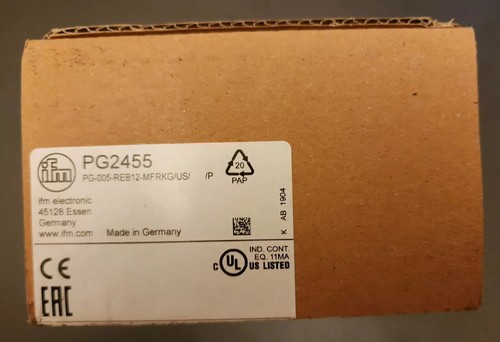 ifm
PG2455
PG-005-REB12-MFRKG/US/ /P
20
PAP
ifm electronic
45128 Essen
Germany
www.ifm.com Made in Germany
K AB 1904
CE
EAC
C UL US LISTED
IND. CONT.
EQ. 11MA